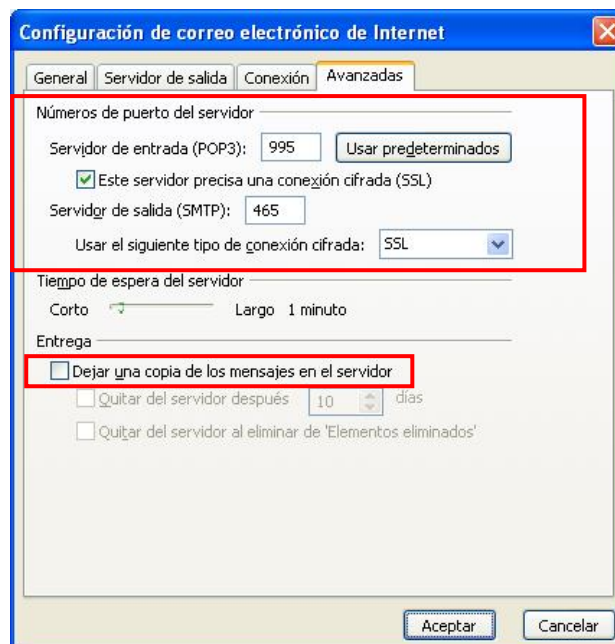 Configuración de correo electrónico de Internet
General Servidor de salida Conexión Avanzadas
Números de puerto del servidor
Servidor de entrada (POP3): 995 Usar predeterminados
Este servidor precisa una conexión cifrada (SSL)
Servidor de salida (SMTP): 465
Usar el siguiente tipo de conexión cifrada: SSL
Tiempo de espera del servidor
Corto Largo 1 minuto
Entrega
Dejar una copia de los mensajes en el servidor
Quitar del servidor después 10 días
Quitar del servidor al eliminar de 'Elementos eliminados'
Aceptar Cancelar